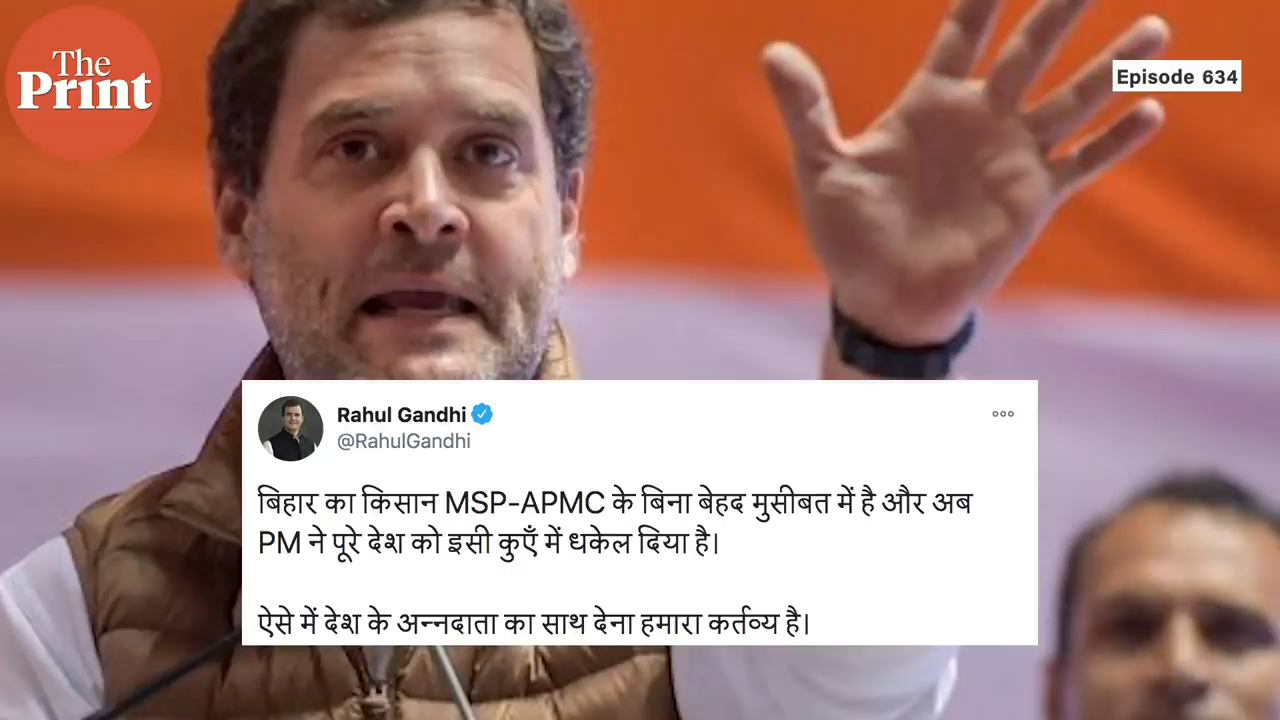 The
Print
Episode 634
Rahul Gandhi
@RahulGandhi
बिहार का किसान MSP-APMC के बिना बेहद मुसीबत में है और अब
PM ने पूरे देश को इसी कुएँ में धकेल दिया है।
ऐसे में देश के अन्नदाता का साथ देना हमारा कर्तव्य है।